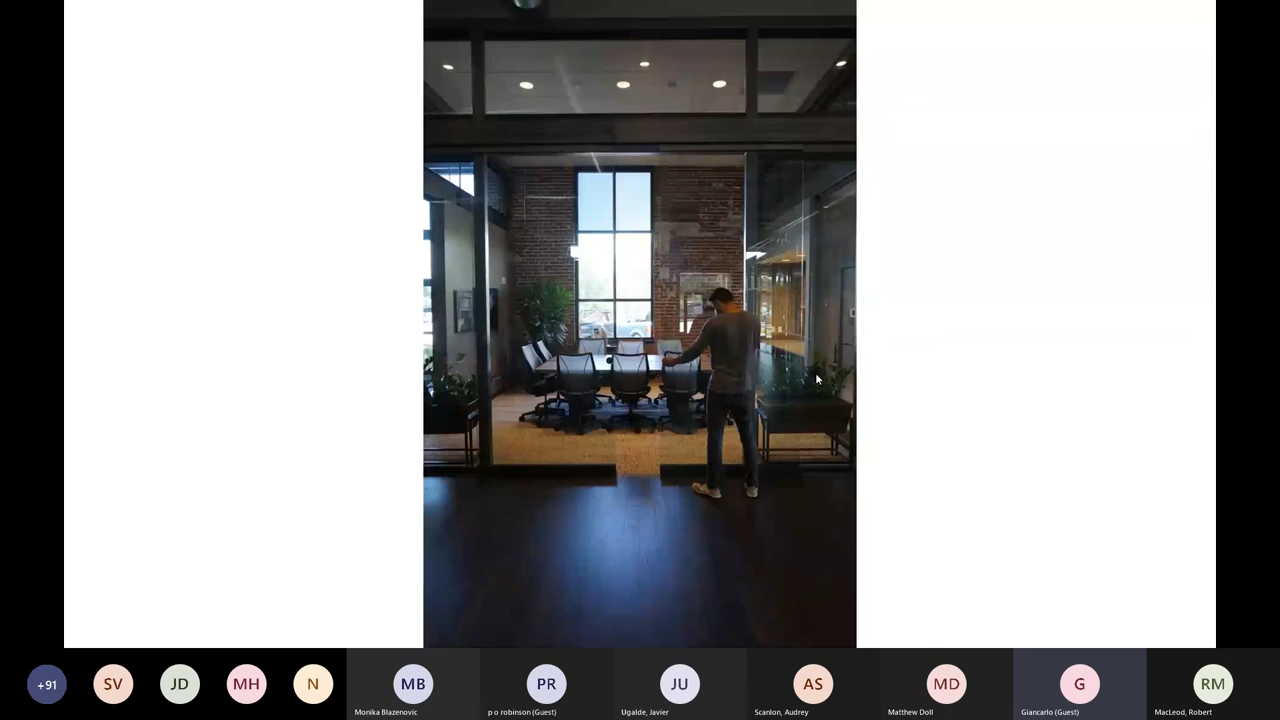 +91
SV
JD
MH
N
MB
PR
JU
AS
MD
G
RM
Monika Blazenovic
p o robinson (Guest)
Ugalde, Javier
Scanlon, Audrey
Matthew Doll
Giancarlo (Guest)
MacLeod, Robert